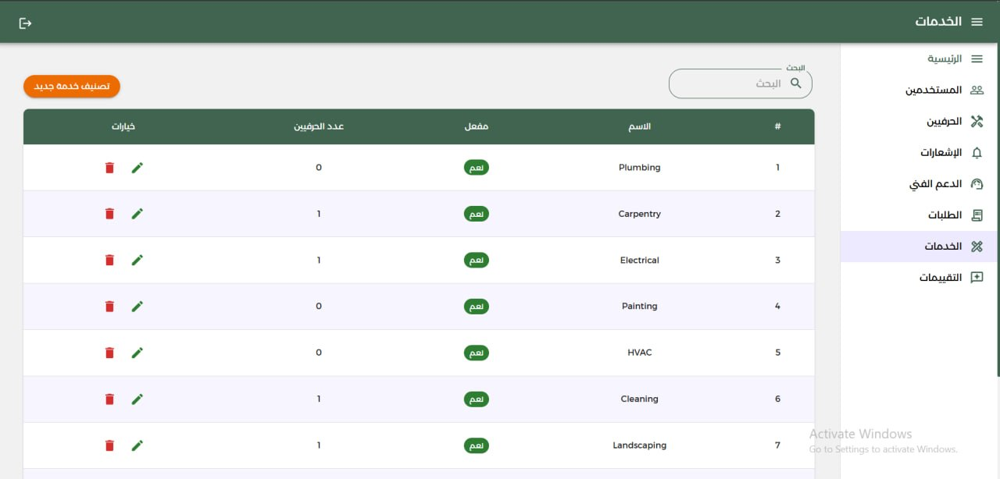 الخدمات
الرئيسية
المستخدمين
الحرفيين
الإشعارات
الدعم الفني
الطلبات
الخدمات
التقييمات
البحث
البحث
تصنيف خدمة جديد
# الاسم مفعل عدد الحرفيين خيارات
1 Plumbing نعم 0
2 Carpentry نعم 1
3 Electrical نعم 1
4 Painting نعم 0
5 HVAC نعم 0
6 Cleaning نعم 1
7 Landscaping نعم 1
Activate Windows
Go to Settings to activate Windows.